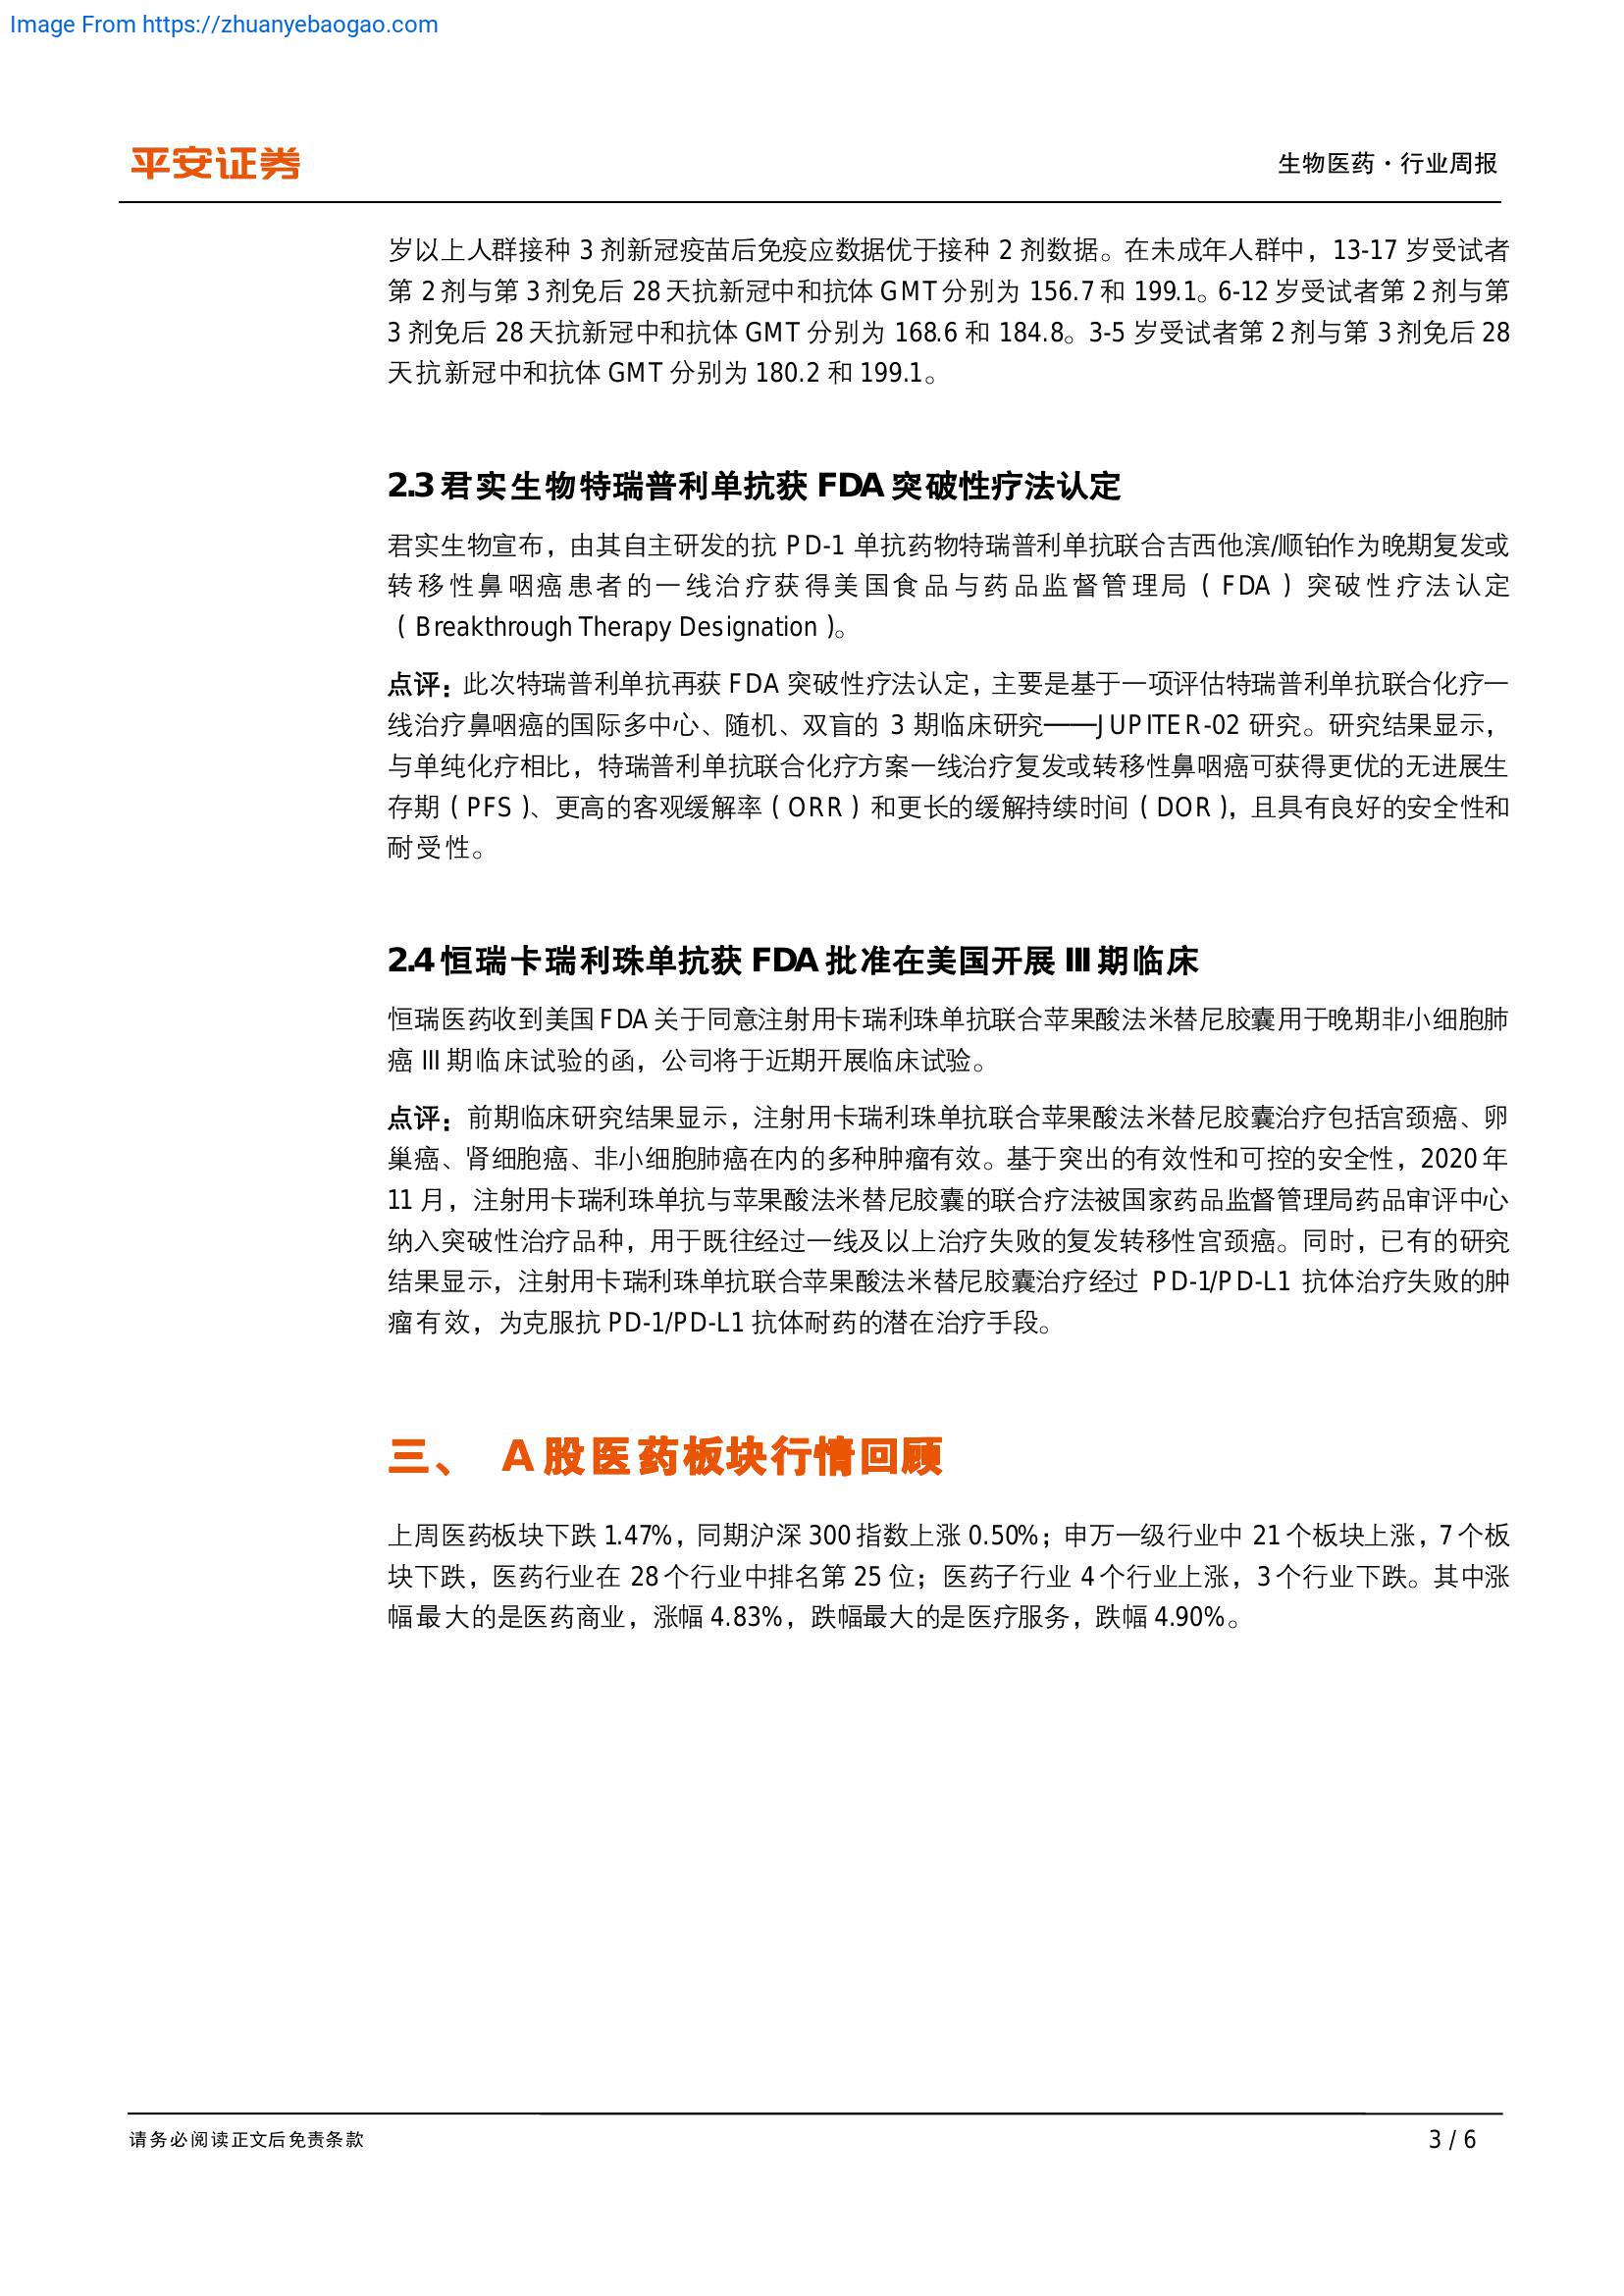 Image From https://zhuanyebaogao.com
平安证券
生物医药·行业周报
岁以上人群接种 3 剂新冠疫苗后免疫应数据优于接种 2 剂数据。在未成年人群中，13-17 岁受试者
第 2 剂与第 3 剂免后 28 天抗新冠中和抗体 GMT 分别为 156.7 和 199.1。6-12 岁受试者第 2 剂与第
3 剂免后 28 天抗新冠中和抗体 GMT 分别为 168.6 和 184.8。3-5 岁受试者第 2 剂与第 3 剂免后 28
天抗新冠中和抗体 GMT 分别为 180.2 和 199.1。
2.3 君实生物特瑞普利单抗获 FDA 突破性疗法认定
君实生物宣布，由其自主研发的抗 PD-1 单抗药物特瑞普利单抗联合吉西他滨/顺铂作为晚期复发或
转移性鼻咽癌患者的一线治疗获得美国食品与药品监督管理局（FDA）突破性疗法认定
（Breakthrough Therapy Designation）。
点评：此次特瑞普利单抗再获 FDA 突破性疗法认定，主要是基于一项评估特瑞普利单抗联合化疗一
线治疗鼻咽癌的国际多中心、随机、双盲的 3 期临床研究——JUPITER-02 研究。研究结果显示，
与单纯化疗相比，特瑞普利单抗联合化疗方案一线治疗复发或转移性鼻咽癌可获得更优的无进展生
存期（PFS）、更高的客观缓解率（ORR）和更长的缓解持续时间（DOR），且具有良好的安全性和
耐受性。
2.4 恒瑞卡瑞利珠单抗获 FDA 批准在美国开展 III 期临床
恒瑞医药收到美国 FDA 关于同意注射用卡瑞利珠单抗联合苹果酸法米替尼胶囊用于晚期非小细胞肺
癌 III 期临床试验的函，公司将于近期开展临床试验。
点评：前期临床研究结果显示，注射用卡瑞利珠单抗联合苹果酸法米替尼胶囊治疗包括宫颈癌、卵
巢癌、肾细胞癌、非小细胞肺癌在内的多种肿瘤有效。基于突出的有效性和可控的安全性，2020 年
11 月，注射用卡瑞利珠单抗与苹果酸法米替尼胶囊的联合疗法被国家药品监督管理局药品审评中心
纳入突破性治疗品种，用于既往经过一线及以上治疗失败的复发转移性宫颈癌。同时，已有的研究
结果显示，注射用卡瑞利珠单抗联合苹果酸法米替尼胶囊治疗经过 PD-1/PD-L1 抗体治疗失败的肿
瘤有效，为克服抗 PD-1/PD-L1 抗体耐药的潜在治疗手段。
三、 A 股医药板块行情回顾
上周医药板块下跌 1.47%，同期沪深 300 指数上涨 0.50%；申万一级行业中 21 个板块上涨，7 个板
块下跌，医药行业在 28 个行业中排名第 25 位；医药子行业 4 个行业上涨，3 个行业下跌。其中涨
幅最大的是医药商业，涨幅 4.83%，跌幅最大的是医疗服务，跌幅 4.90%。
请务必阅读正文后免责条款
3 / 6